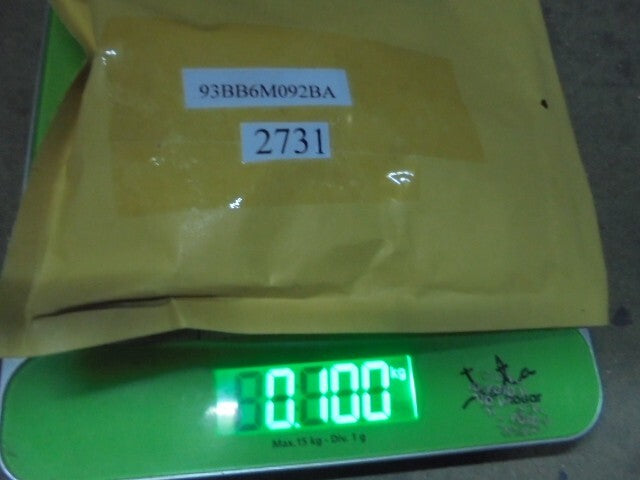 93BB6M092BA
2731
0.100 kg
Max.15 kg - Div. 1 g